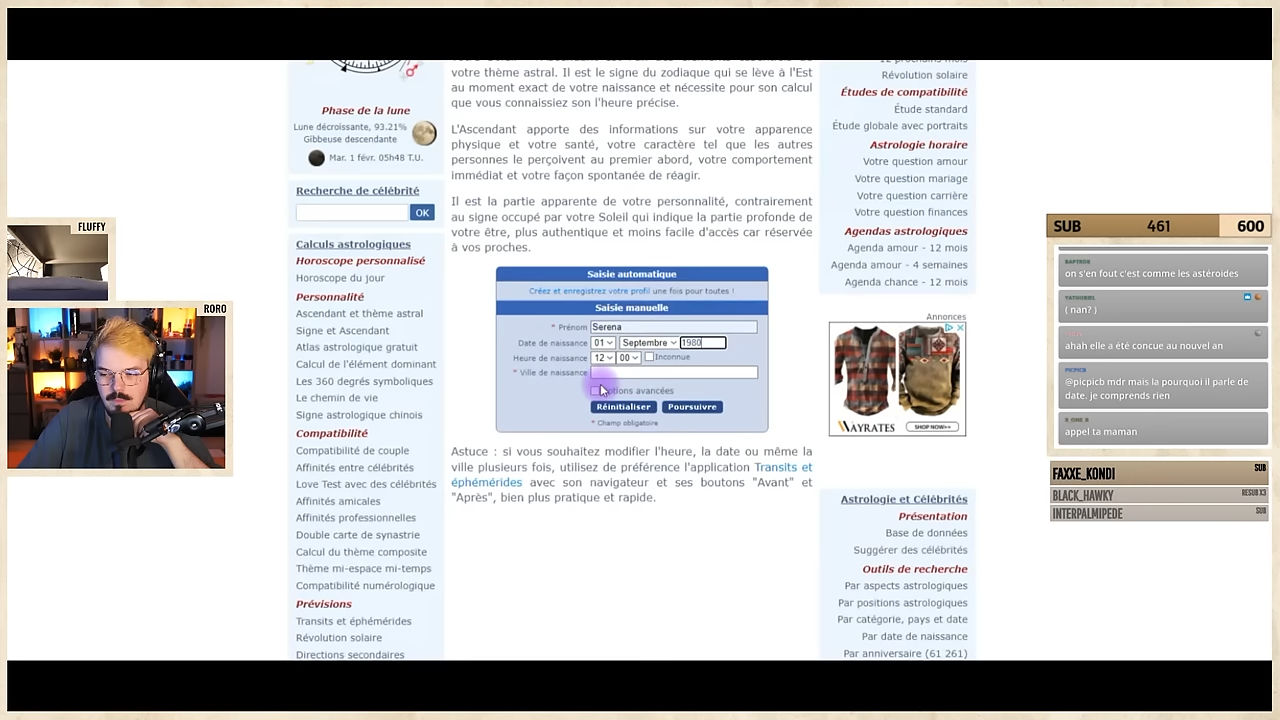 FLUFFY
RORO
Phase de la lune
Lune décroissante, 93.21%
Gibbeuse descendante
Mar. 1 févr. 05h48 T.U.
Recherche de célébrité
OK
Calculs astrologiques
Horoscope personnalisé
Horoscope du jour
Personnalité
Ascendant et thème astral
Signe et Ascendant
Atlas astrologique gratuit
Calcul de l'élément dominant
Les 360 degrés symboliques
Le chemin de vie
Signe astrologique chinois
Compatibilité
Compatibilité de couple
Affinités entre célébrités
Love Test avec des célébrités
Affinités amicales
Affinités professionnelles
Double carte de synastrie
Calcul du thème composite
Thème mi-espace mi-temps
Compatibilité numérologique
Prévisions
Transits et éphémérides
Révolution solaire
Directions secondaires
votre thème astral. Il est le signe du zodiaque qui se lève à l'Est
au moment exact de votre naissance et nécessite pour son calcul
que vous connaissiez son l'heure précise.
L'Ascendant apporte des informations sur votre apparence
physique et votre santé, votre caractère tel que les autres
personnes le perçoivent au premier abord, votre comportement
immédiat et votre façon spontanée de réagir.
Il est la partie apparente de votre personnalité, contrairement
au signe occupé par votre Soleil qui indique la partie profonde de
votre être, plus authentique et moins facile d'accès car réservée
à vos proches.
Saisie automatique
Créez et enregistrez votre profil une fois pour toutes !
Saisie manuelle
* Prénom Serena
Date de naissance 01 Septembre 1980
Heure de naissance 12 00 Inconnue
* Ville de naissance
Options avancées
Réinitialiser Poursuivre
* Champ obligatoire
Astuce : si vous souhaitez modifier l'heure, la date ou même la
ville plusieurs fois, utilisez de préférence l'application Transits et
éphémérides avec son navigateur et ses boutons "Avant" et
"Après", bien plus pratique et rapide.
12 prochains mois
Révolution solaire
Études de compatibilité
Étude standard
Étude globale avec portraits
Astrologie horaire
Votre question amour
Votre question mariage
Votre question carrière
Votre question finances
Agendas astrologiques
Agenda amour - 12 mois
Agenda amour - 4 semaines
Agenda chance - 12 mois
Annonces
WAYRATES
SHOP NOW>>
Astrologie et Célébrités
Présentation
Base de données
Suggérer des célébrités
Outils de recherche
Par aspects astrologiques
Par positions astrologiques
Par catégorie, pays et date
Par date de naissance
Par anniversaire (61 261)
SUB 461 600
on s'en fout c'est comme les astéroides
( nan? )
ahah elle a été concue au nouvel an
PICPICB
@picpicb mdr mais la pourquoi il parle de
date. je comprends rien
appel ta maman
FAXXE_KONDI SUB
BLACK_HAWKY RESUB X3
INTERPALMIPEDE SUB